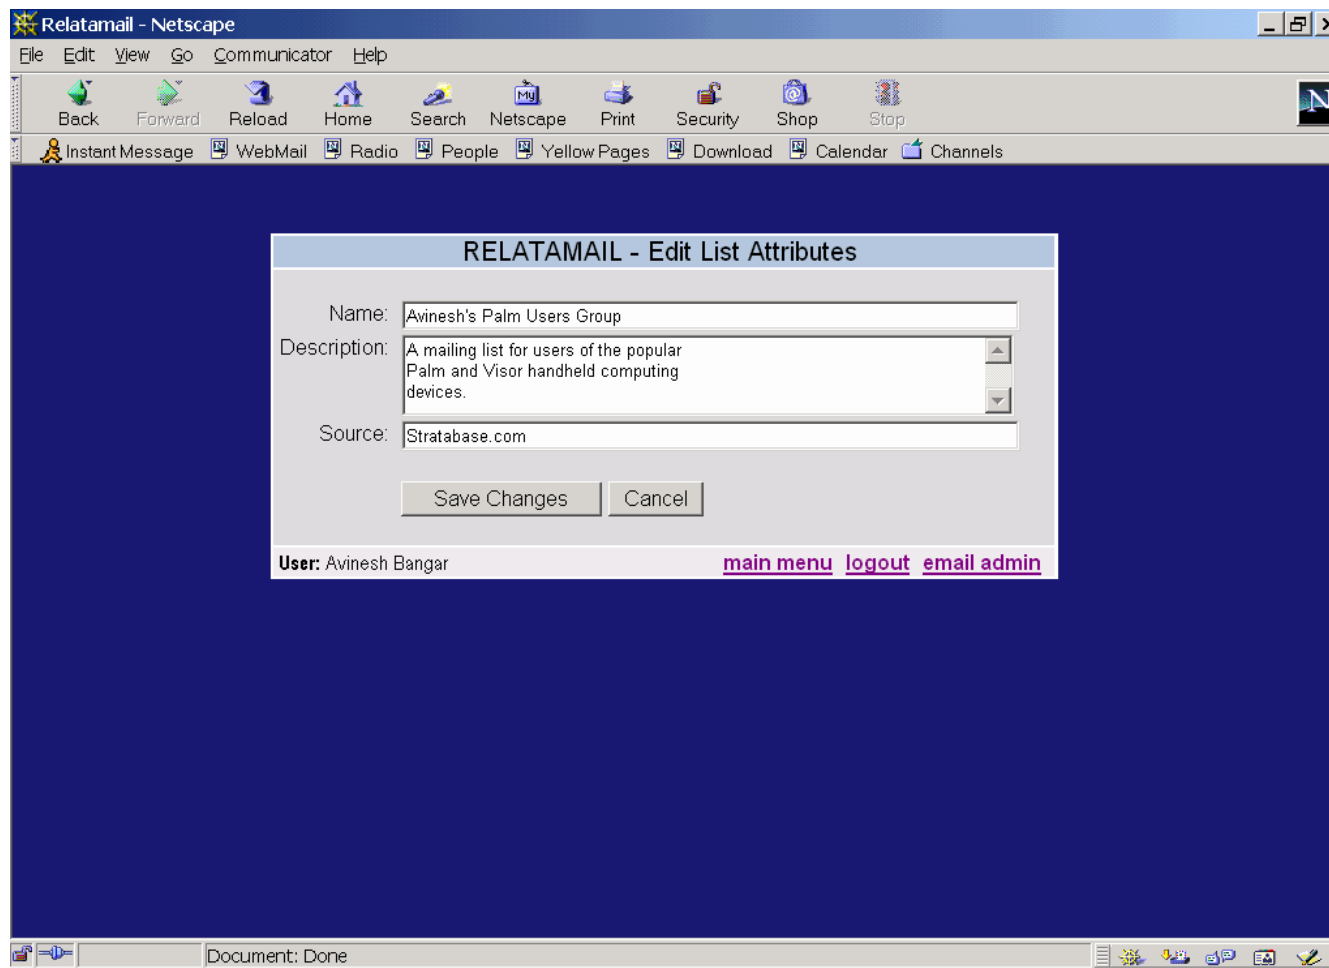 Relatamail - Netscape
File Edit View Go Communicator Help
Back Forward Reload Home Search Netscape Print Security Shop Stop
My
N
Instant Message WebMail Radio People Yellow Pages Download Calendar Channels
RELATAMAIL - Edit List Attributes
Name: Avinesh's Palm Users Group
Description: A mailing list for users of the popular
Palm and Visor handheld computing
devices.
Source: Stratabase.com
Save Changes Cancel
User: Avinesh Bangar main menu logout email admin
Document: Done